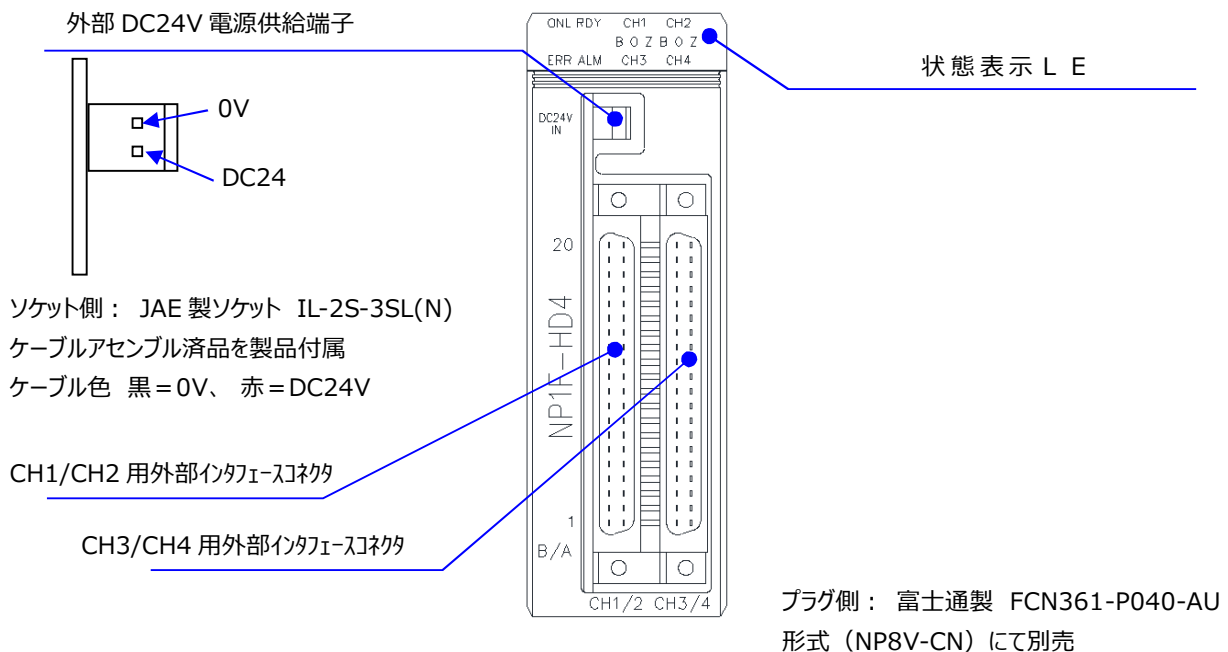 外部 DC24V 電源供給端子
0V
DC24
ソケット側： JAE 製ソケット IL-2S-3SL(N)
ケーブルアセンブル済品を製品付属
ケーブル色 黒＝0V、 赤＝DC24V
CH1/CH2 用外部ｲﾝﾀﾌｪｰｽｺﾈｸﾀ
CH3/CH4 用外部ｲﾝﾀﾌｪｰｽｺﾈｸﾀ
ONL RDY CH1 CH2
B O Z B O Z
ERR ALM CH3 CH4
DC24V
IN
20
NP1F-HD4
1
B/A
CH1/2 CH3/4
状態表示ＬＥ
プラグ側： 富士通製 FCN361-P040-AU
形式（NP8V-CN）にて別売